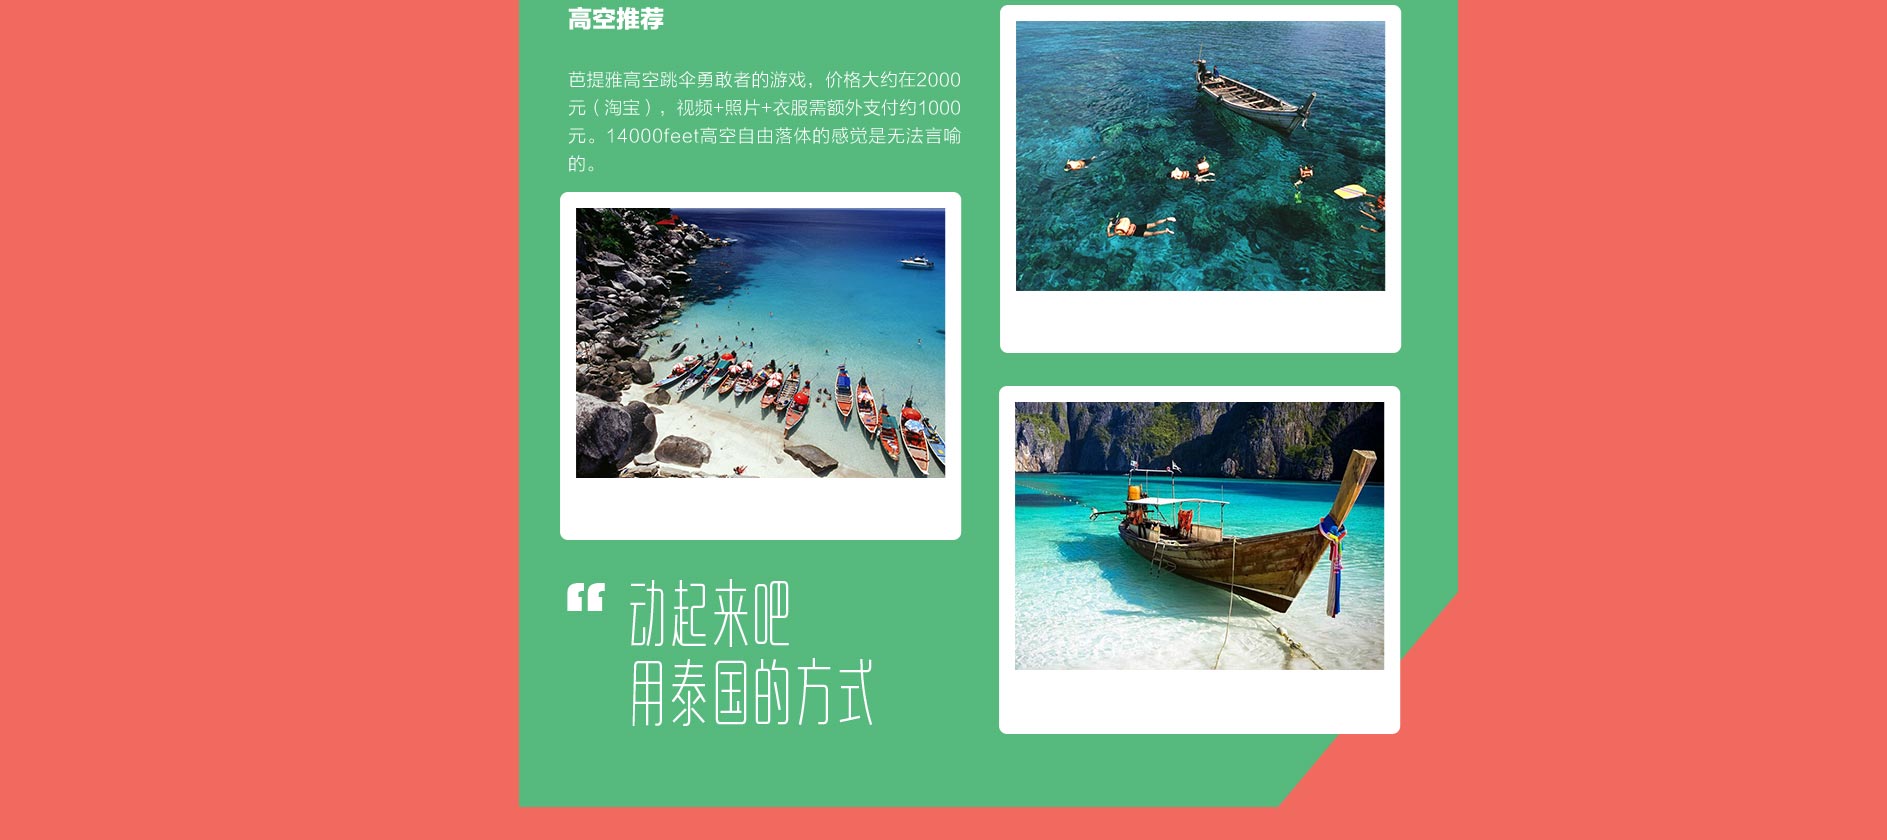 高空推荐
芭提雅高空跳伞勇敢者的游戏，价格大约在2000
元（淘宝），视频+照片+衣服需额外支付约1000
元。14000feet高空自由落体的感觉是无法言喻
的。
“ 动起来吧
用泰国的方式